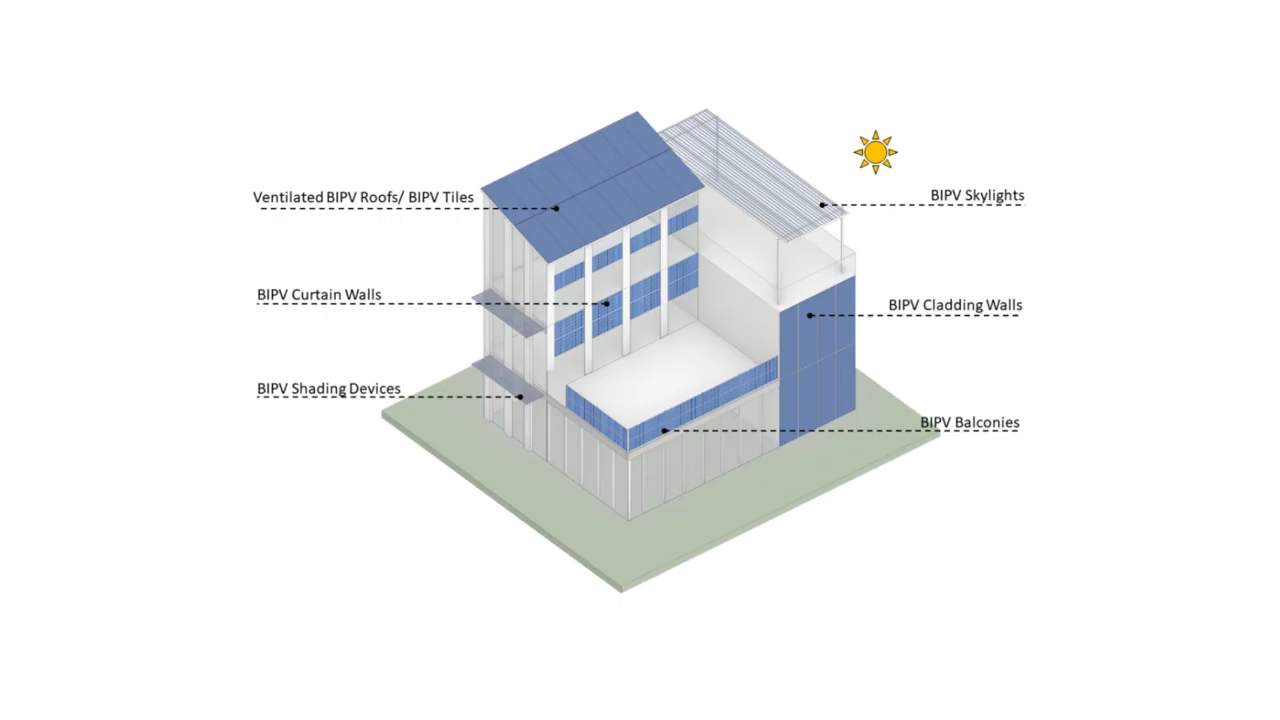 Ventilated BIPV Roofs/ BIPV Tiles
BIPV Skylights
BIPV Curtain Walls
BIPV Cladding Walls
BIPV Shading Devices
BIPV Balconies